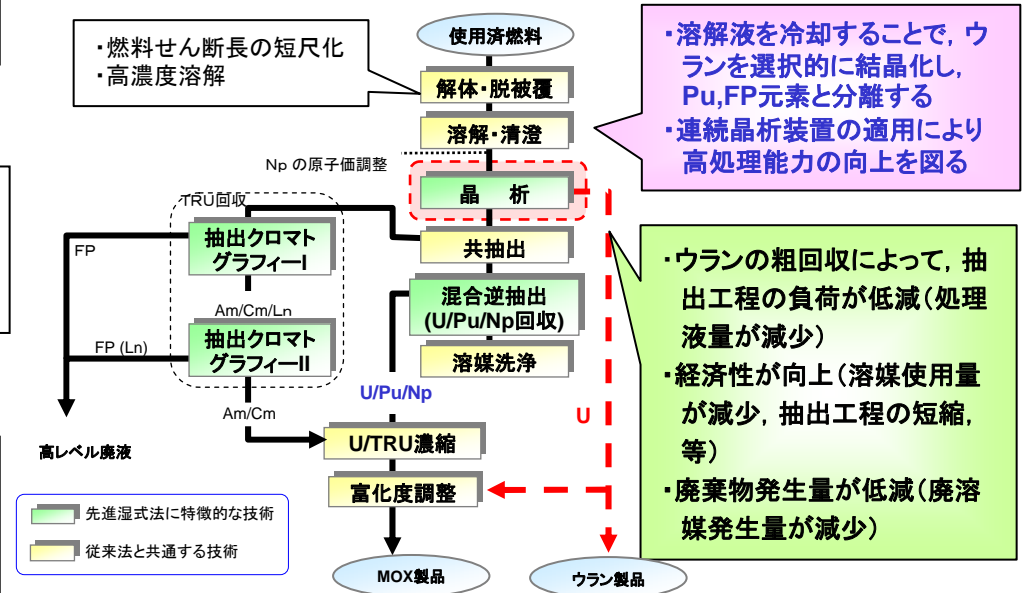 ・燃料せん断長の短尺化
・高濃度溶解
使用済燃料
解体・脱被覆
溶解・清澄
Npの原子価調整
晶 析
共抽出
混合逆抽出
(U/Pu/Np回収)
溶媒洗浄
TRU回収
抽出クロマト
グラフィーI
FP
Am/Cm/Ln
抽出クロマト
グラフィーII
FP (Ln)
Am/Cm
高レベル廃液
U/Pu/Np
U
U/TRU濃縮
富化度調整
MOX製品
ウラン製品
先進湿式法に特徴的な技術
従来法と共通する技術
・溶解液を冷却することで，ウ
ランを選択的に結晶化し，
Pu,FP元素と分離する
・連続晶析装置の適用により
高処理能力の向上を図る
・ウランの粗回収によって，抽
出工程の負荷が低減（処理
液量が減少）
・経済性が向上（溶媒使用量
が減少，抽出工程の短縮，
等）
・廃棄物発生量が低減（廃溶
媒発生量が減少）